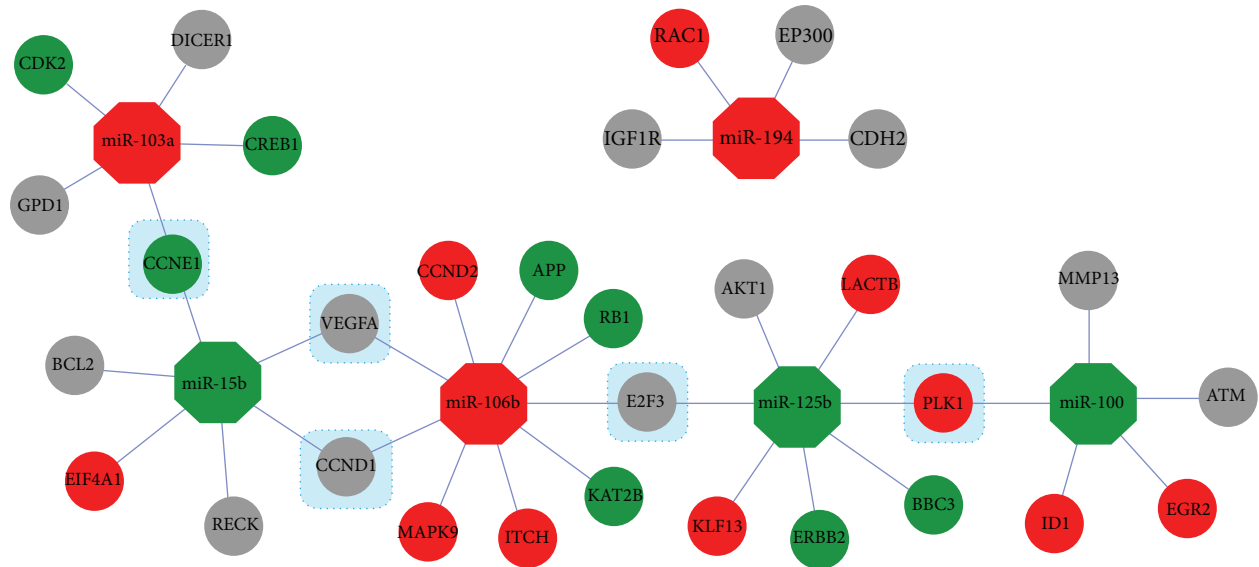 DICER1
CDK2
miR-103a
CREB1
GPD1
CCNE1
RAC1
EP300
IGF1R
miR-194
CDH2
VEGFA
BCL2
miR-15b
EIF4A1
RECK
CCND1
CCND2
APP
RB1
miR-106b
E2F3
KAT2B
MAPK9
ITCH
AKT1
LACTB
miR-125b
PLK1
KLF13
ERBB2
BBC3
MMP13
miR-100
ATM
ID1
EGR2